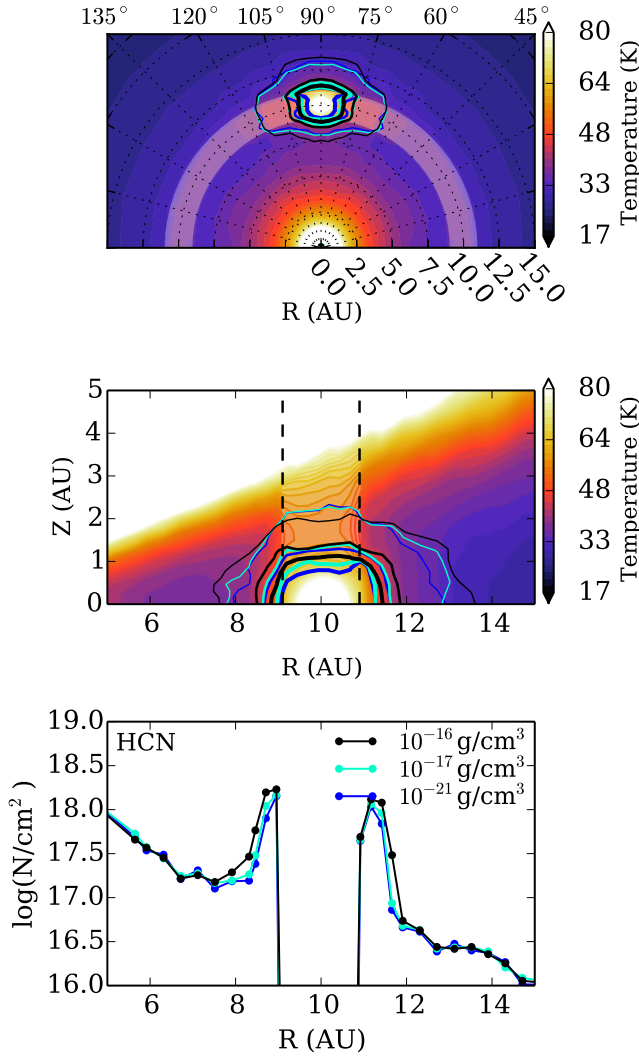 135° 120° 105° 90° 75° 60° 45°
80
64
48
33
17
Temperature (K)
0.0 2.5 5.0 7.5 10.0 12.5 15.0
R (AU)
5
4
3
2
1
0
Z (AU)
6 8 10 12 14
R (AU)
80
64
48
33
17
Temperature (K)
19.0
18.5
18.0
17.5
17.0
16.5
16.0
log(N/cm² )
HCN
10⁻¹⁶ g/cm³
10⁻¹⁷ g/cm³
10⁻²¹ g/cm³
6 8 10 12 14
R (AU)